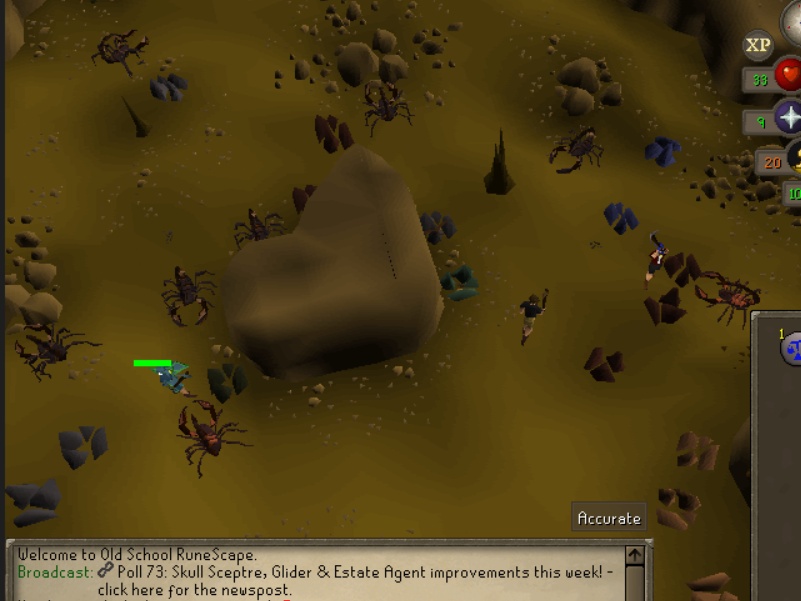 XP
33
9
20
10
1
Accurate
Welcome to Old School RuneScape.
Broadcast: Poll 73: Skull Sceptre, Glider & Estate Agent improvements this week! -
click here for the newspost.